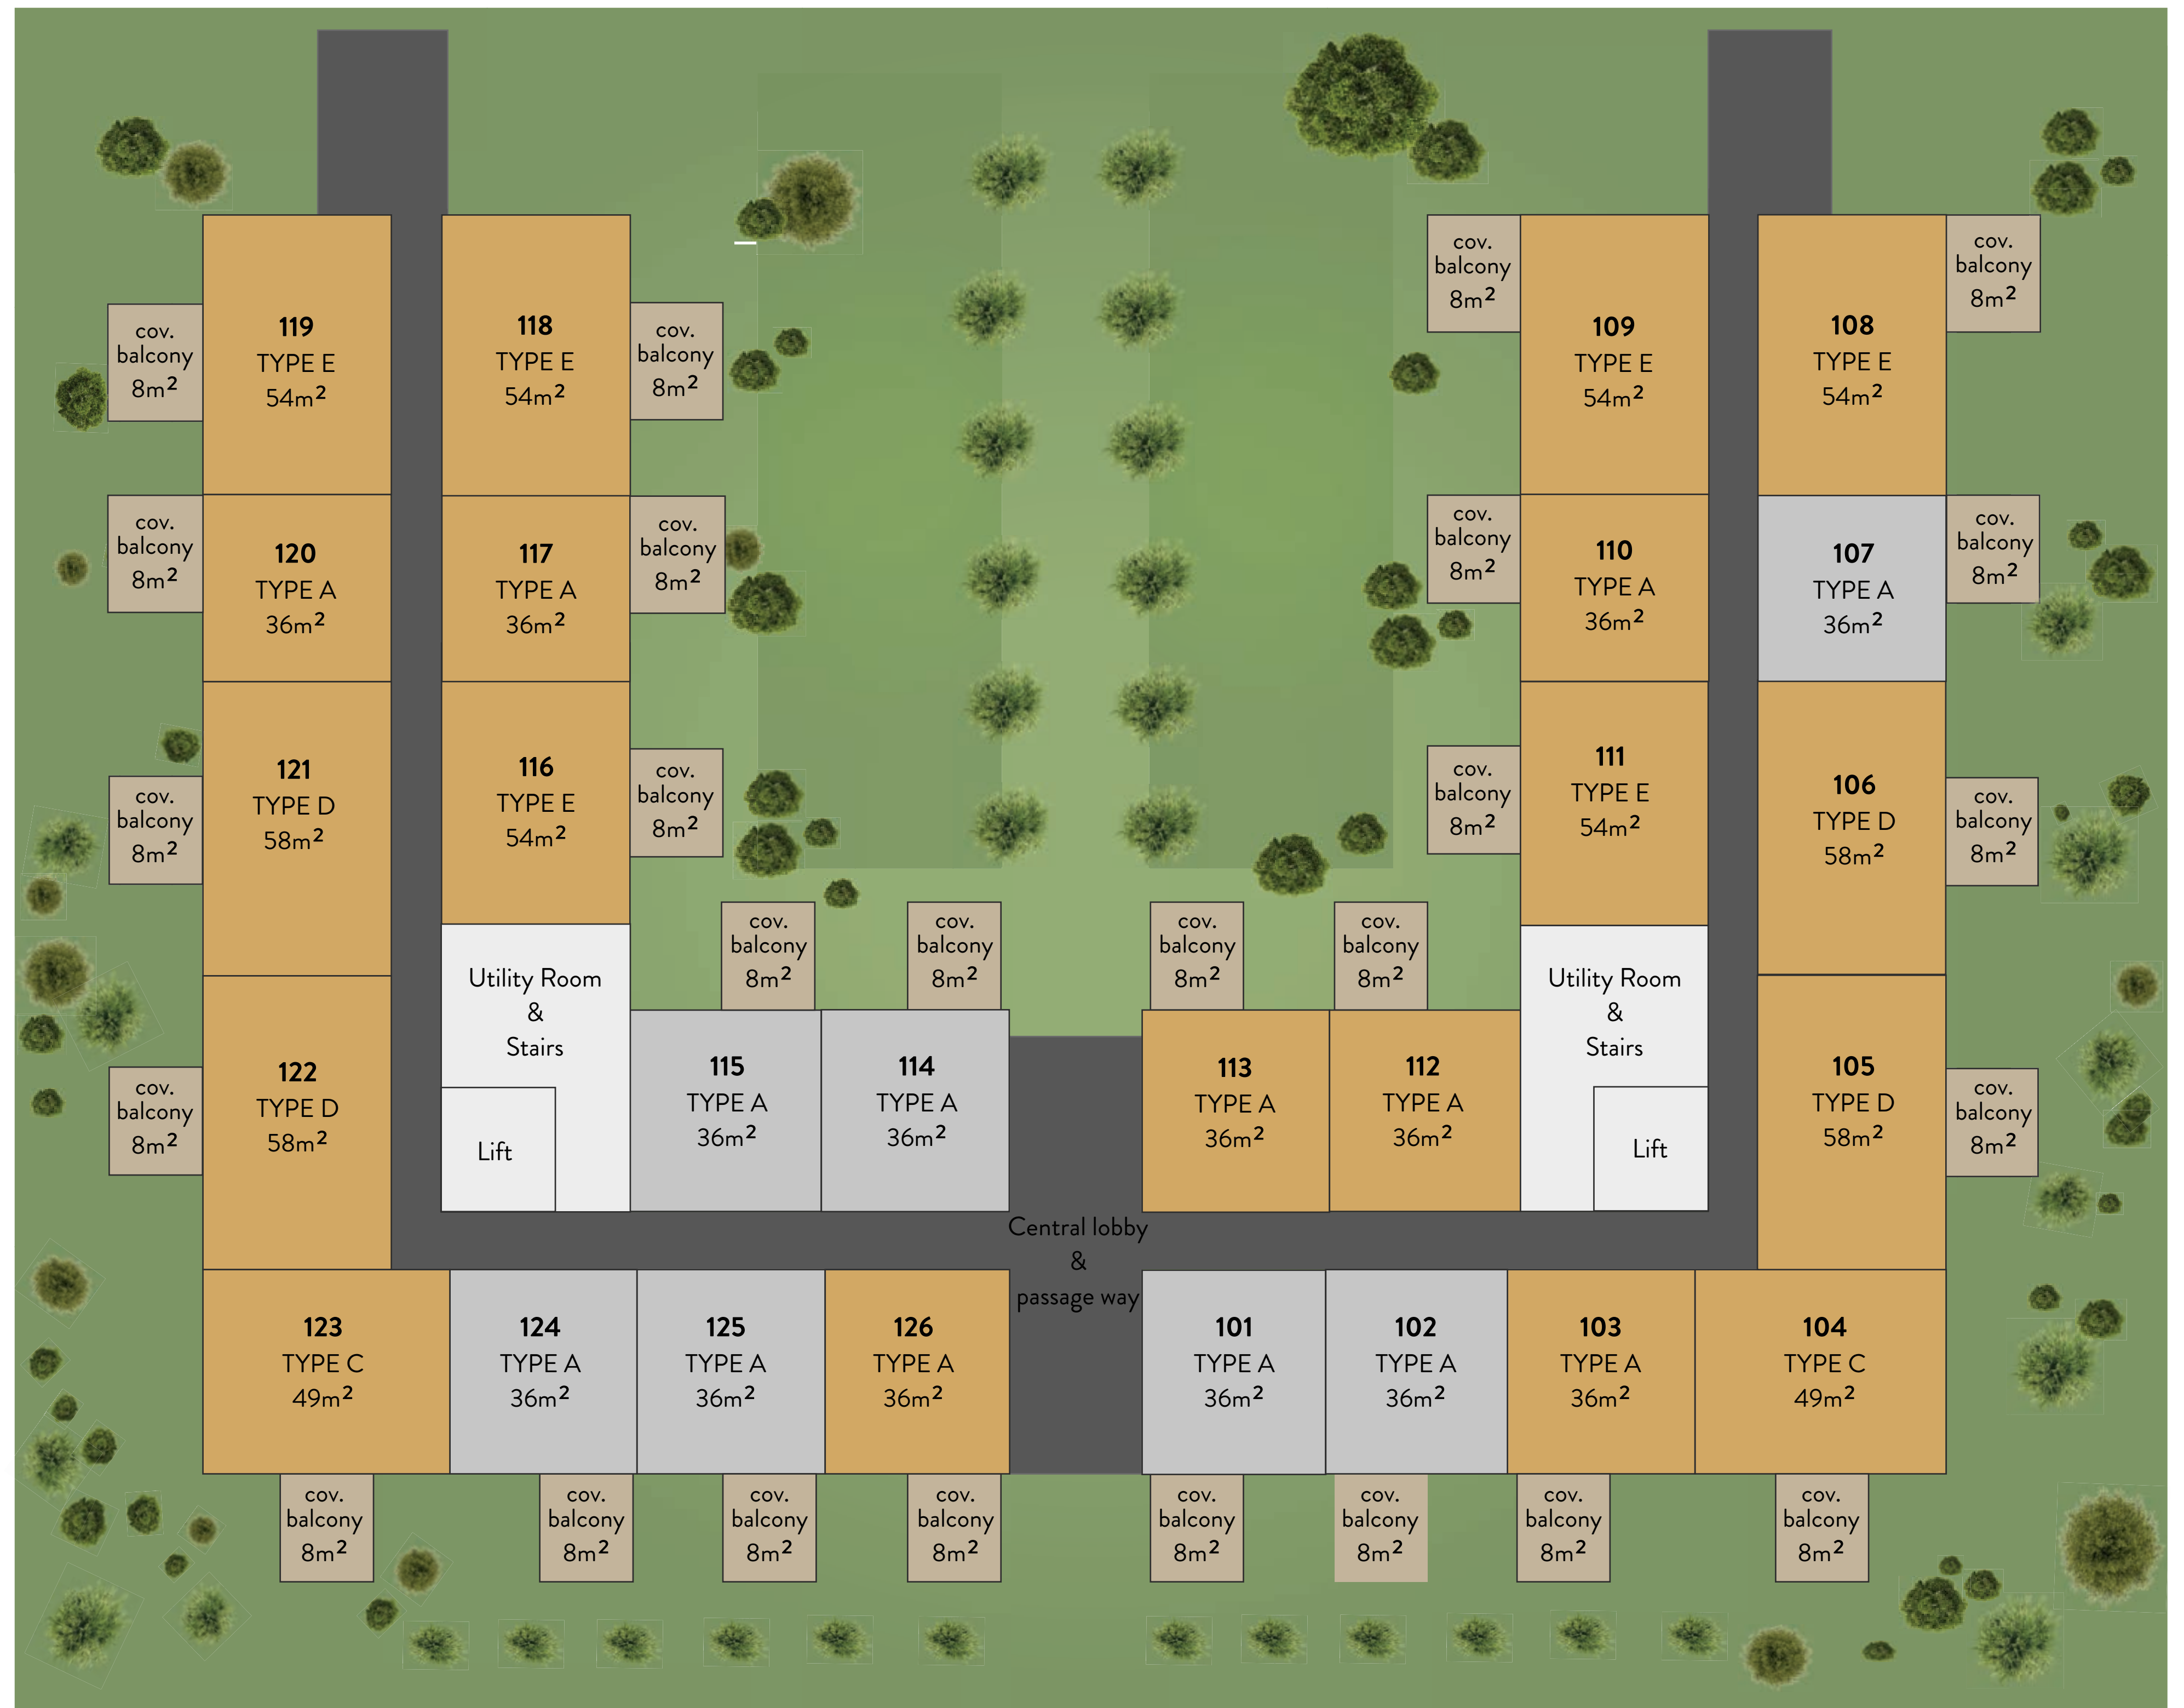 cov.
balcony
8m²
119
TYPE E
54m²
118
TYPE E
54m²
cov.
balcony
8m²
cov.
balcony
8m²
109
TYPE E
54m²
108
TYPE E
54m²
cov.
balcony
8m²
cov.
balcony
8m²
120
TYPE A
36m²
117
TYPE A
36m²
cov.
balcony
8m²
cov.
balcony
8m²
110
TYPE A
36m²
107
TYPE A
36m²
cov.
balcony
8m²
cov.
balcony
8m²
121
TYPE D
58m²
116
TYPE E
54m²
cov.
balcony
8m²
cov.
balcony
8m²
111
TYPE E
54m²
106
TYPE D
58m²
cov.
balcony
8m²
cov.
balcony
8m²
cov.
balcony
8m²
cov.
balcony
8m²
cov.
balcony
8m²
cov.
balcony
8m²
122
TYPE D
58m²
Utility Room
&
Stairs
Lift
115
TYPE A
36m²
114
TYPE A
36m²
113
TYPE A
36m²
112
TYPE A
36m²
Utility Room
&
Stairs
Lift
105
TYPE D
58m²
cov.
balcony
8m²
Central lobby
&
passage way
123
TYPE C
49m²
124
TYPE A
36m²
125
TYPE A
36m²
126
TYPE A
36m²
101
TYPE A
36m²
102
TYPE A
36m²
103
TYPE A
36m²
104
TYPE C
49m²
cov.
balcony
8m²
cov.
balcony
8m²
cov.
balcony
8m²
cov.
balcony
8m²
cov.
balcony
8m²
cov.
balcony
8m²
cov.
balcony
8m²
cov.
balcony
8m²